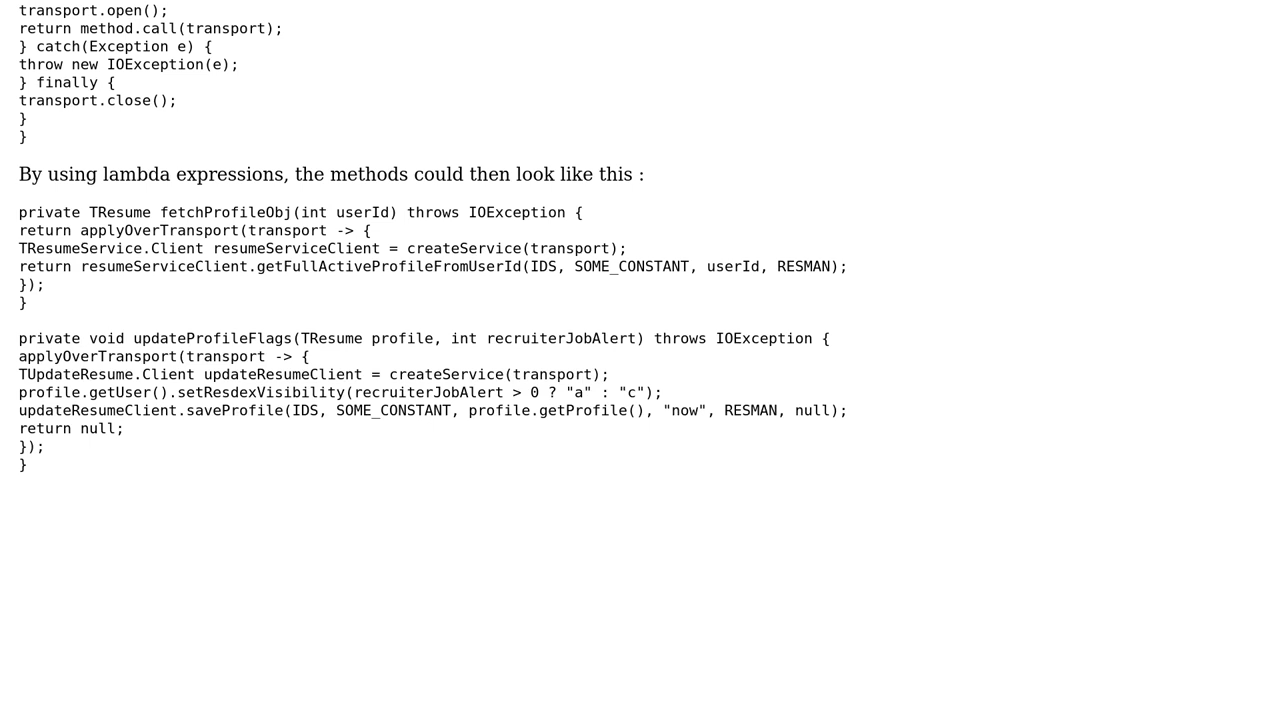 transport.open();
return method.call(transport);
} catch(Exception e) {
throw new IOException(e);
} finally {
transport.close();
}
}
By using lambda expressions, the methods could then look like this :
private TResume fetchProfileObj(int userId) throws IOException {
return applyOverTransport(transport -> {
TResumeService.Client resumeServiceClient = createService(transport);
return resumeServiceClient.getFullActiveProfileFromUserId(IDS, SOME_CONSTANT, userId, RESMAN);
});
}
private void updateProfileFlags(TResume profile, int recruiterJobAlert) throws IOException {
applyOverTransport(transport -> {
TUpdateResume.Client updateResumeClient = createService(transport);
profile.getUser().setResdexVisibility(recruiterJobAlert > 0 ? "a" : "c");
updateResumeClient.saveProfile(IDS, SOME_CONSTANT, profile.getProfile(), "now", RESMAN, null);
return null;
});
}